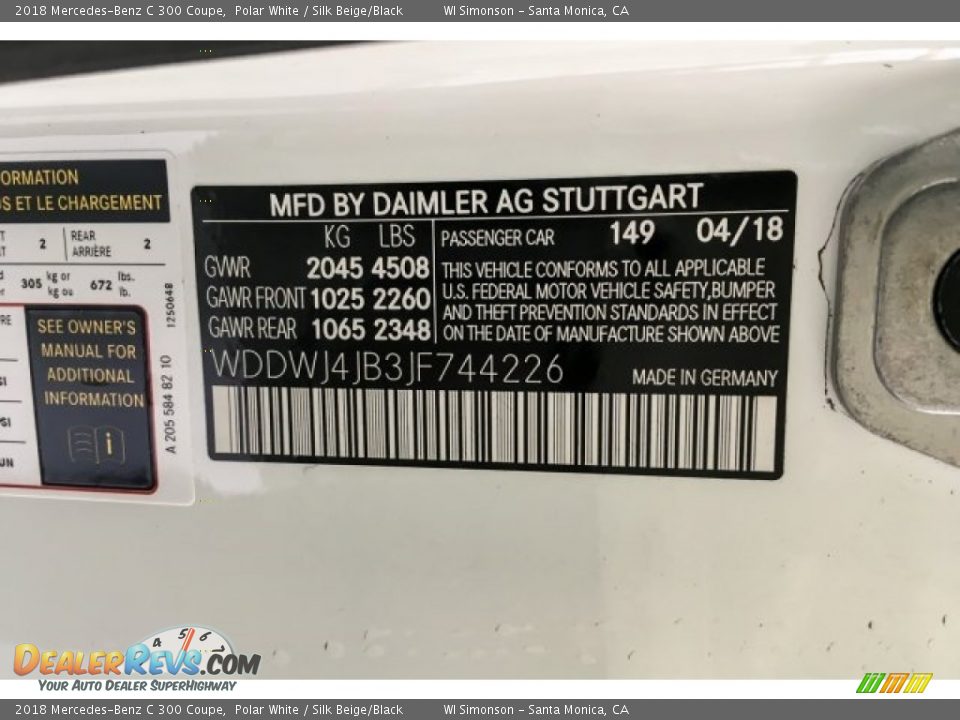 2018 Mercedes-Benz C 300 Coupe, Polar White / Silk Beige/Black WI Simonson - Santa Monica, CA
ORMATION
S ET LE CHARGEMENT
2 REAR ARRIÈRE 2
305 kg or kg ou 672 lbs. lb.
SEE OWNER'S
MANUAL FOR
ADDITIONAL
INFORMATION
i
1250648
A 205 584 82 10
MFD BY DAIMLER AG STUTTGART
KG LBS PASSENGER CAR 149 04/18
GVWR 2045 4508
GAWR FRONT 1025 2260
GAWR REAR 1065 2348
THIS VEHICLE CONFORMS TO ALL APPLICABLE
U.S. FEDERAL MOTOR VEHICLE SAFETY,BUMPER
AND THEFT PREVENTION STANDARDS IN EFFECT
ON THE DATE OF MANUFACTURE SHOWN ABOVE
WDDWJ4JB3JF744226 MADE IN GERMANY
4 5 6 7
DEALERREVS.COM
YOUR AUTO DEALER SUPERHIGHWAY
2018 Mercedes-Benz C 300 Coupe, Polar White / Silk Beige/Black WI Simonson - Santa Monica, CA